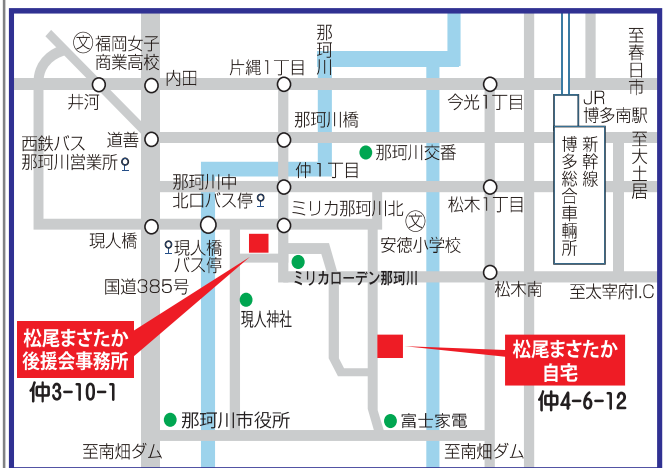 福岡女子
商業高校
那珂川
片縄1丁目
至春日市
井河
内田
今光1丁目
JR
博多南駅
西鉄バス
那珂川営業所
道善
那珂川橋
那珂川交番
新幹線
博多総合車輌所
至大土居
仲1丁目
那珂川中
北口バス停
ミリカ那珂川北
松木1丁目
現人橋
現人橋
バス停
安徳小学校
国道385号
ミリカローデン那珂川
松木南
至太宰府I.C
現人神社
松尾まさたか
後援会事務所
仲3-10-1
松尾まさたか
自宅
仲4-6-12
那珂川市役所
富士家電
至南畑ダム
至南畑ダム
文
文